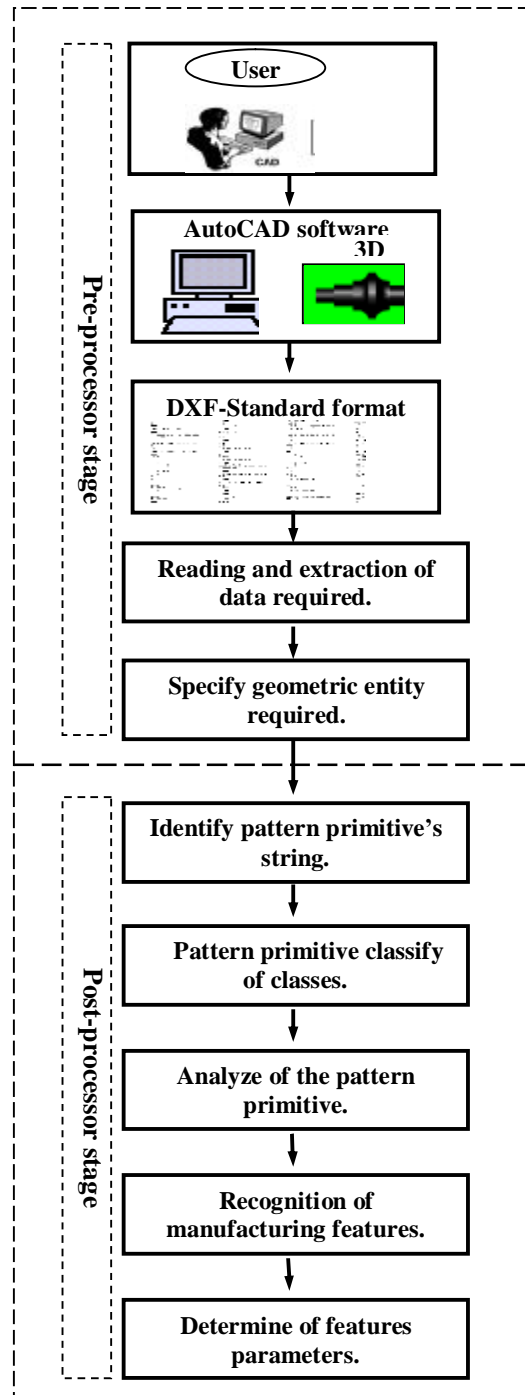 User
CAD
AutoCAD software
3D
DXF-Standard format
Reading and extraction of
data required.
Specify geometric entity
required.
Pre-processor stage
Identify pattern primitive’s
string.
Pattern primitive classify
of classes.
Analyze of the pattern
primitive.
Recognition of
manufacturing features.
Determine of features
parameters.
Post-processor stage